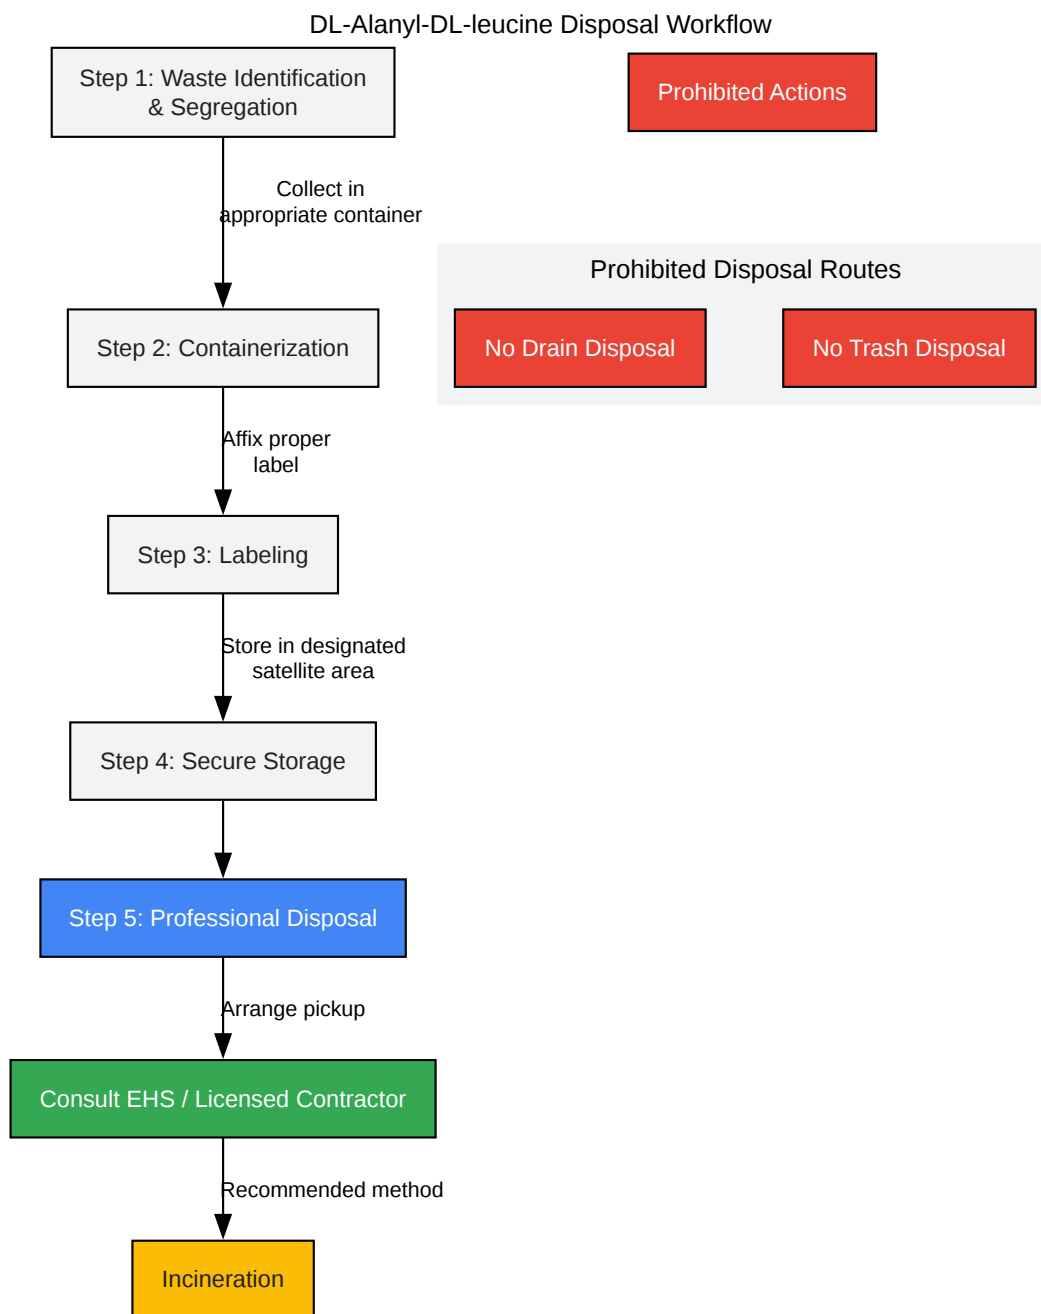 DL-Alanyl-DL-leucine Disposal Workflow
Step 1: Waste Identification
& Segregation
Prohibited Actions
Collect in
appropriate container
Prohibited Disposal Routes
Step 2: Containerization
No Drain Disposal
No Trash Disposal
Affix proper
label
Step 3: Labeling
Store in designated
satellite area
Step 4: Secure Storage
Step 5: Professional Disposal
Arrange pickup
Consult EHS / Licensed Contractor
Recommended method
Incineration